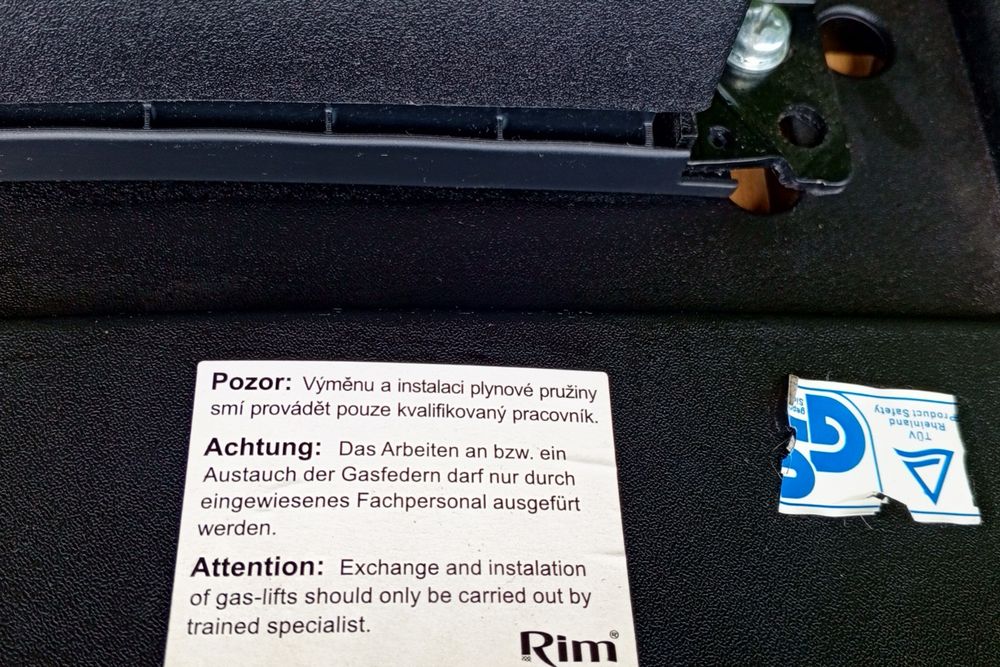 Pozor: Výměnu a instalaci plynové pružiny
smí provádět pouze kvalifikovaný pracovník.
Achtung: Das Arbeiten an bzw. ein
Austauch der Gasfedern darf nur durch
eingewiesenes Fachpersonal ausgefürt
werden.
Attention: Exchange and instalation
of gas-lifts should only be carried out by
trained specialist.
Rim®
TÜV
Rheinland
Product Safety